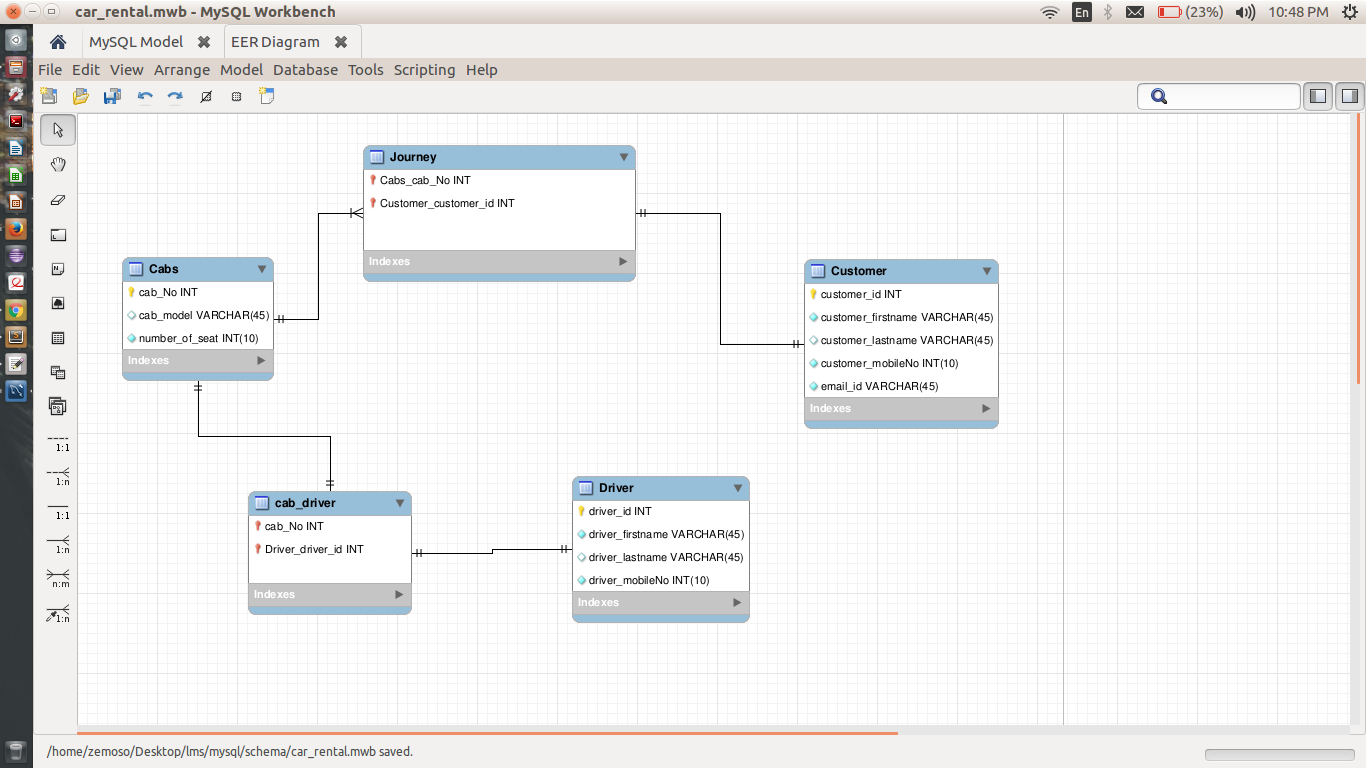 car_rental.mwb - MySQL Workbench
En
(23%)
10:48 PM
MySQL Model
EER Diagram
File Edit View Arrange Model Database Tools Scripting Help
Journey
Cabs_cab_No INT
Customer_customer_id INT
Indexes
Cabs
cab_No INT
cab_model VARCHAR(45)
number_of_seat INT(10)
Indexes
Customer
customer_id INT
customer_firstname VARCHAR(45)
customer_lastname VARCHAR(45)
customer_mobileNo INT(10)
email_id VARCHAR(45)
Indexes
cab_driver
cab_No INT
Driver_driver_id INT
Indexes
Driver
driver_id INT
driver_firstname VARCHAR(45)
driver_lastname VARCHAR(45)
driver_mobileNo INT(10)
Indexes
1:1
1:n
1:1
1:n
n:m
1:n
/home/zemoso/Desktop/lms/mysql/schema/car_rental.mwb saved.